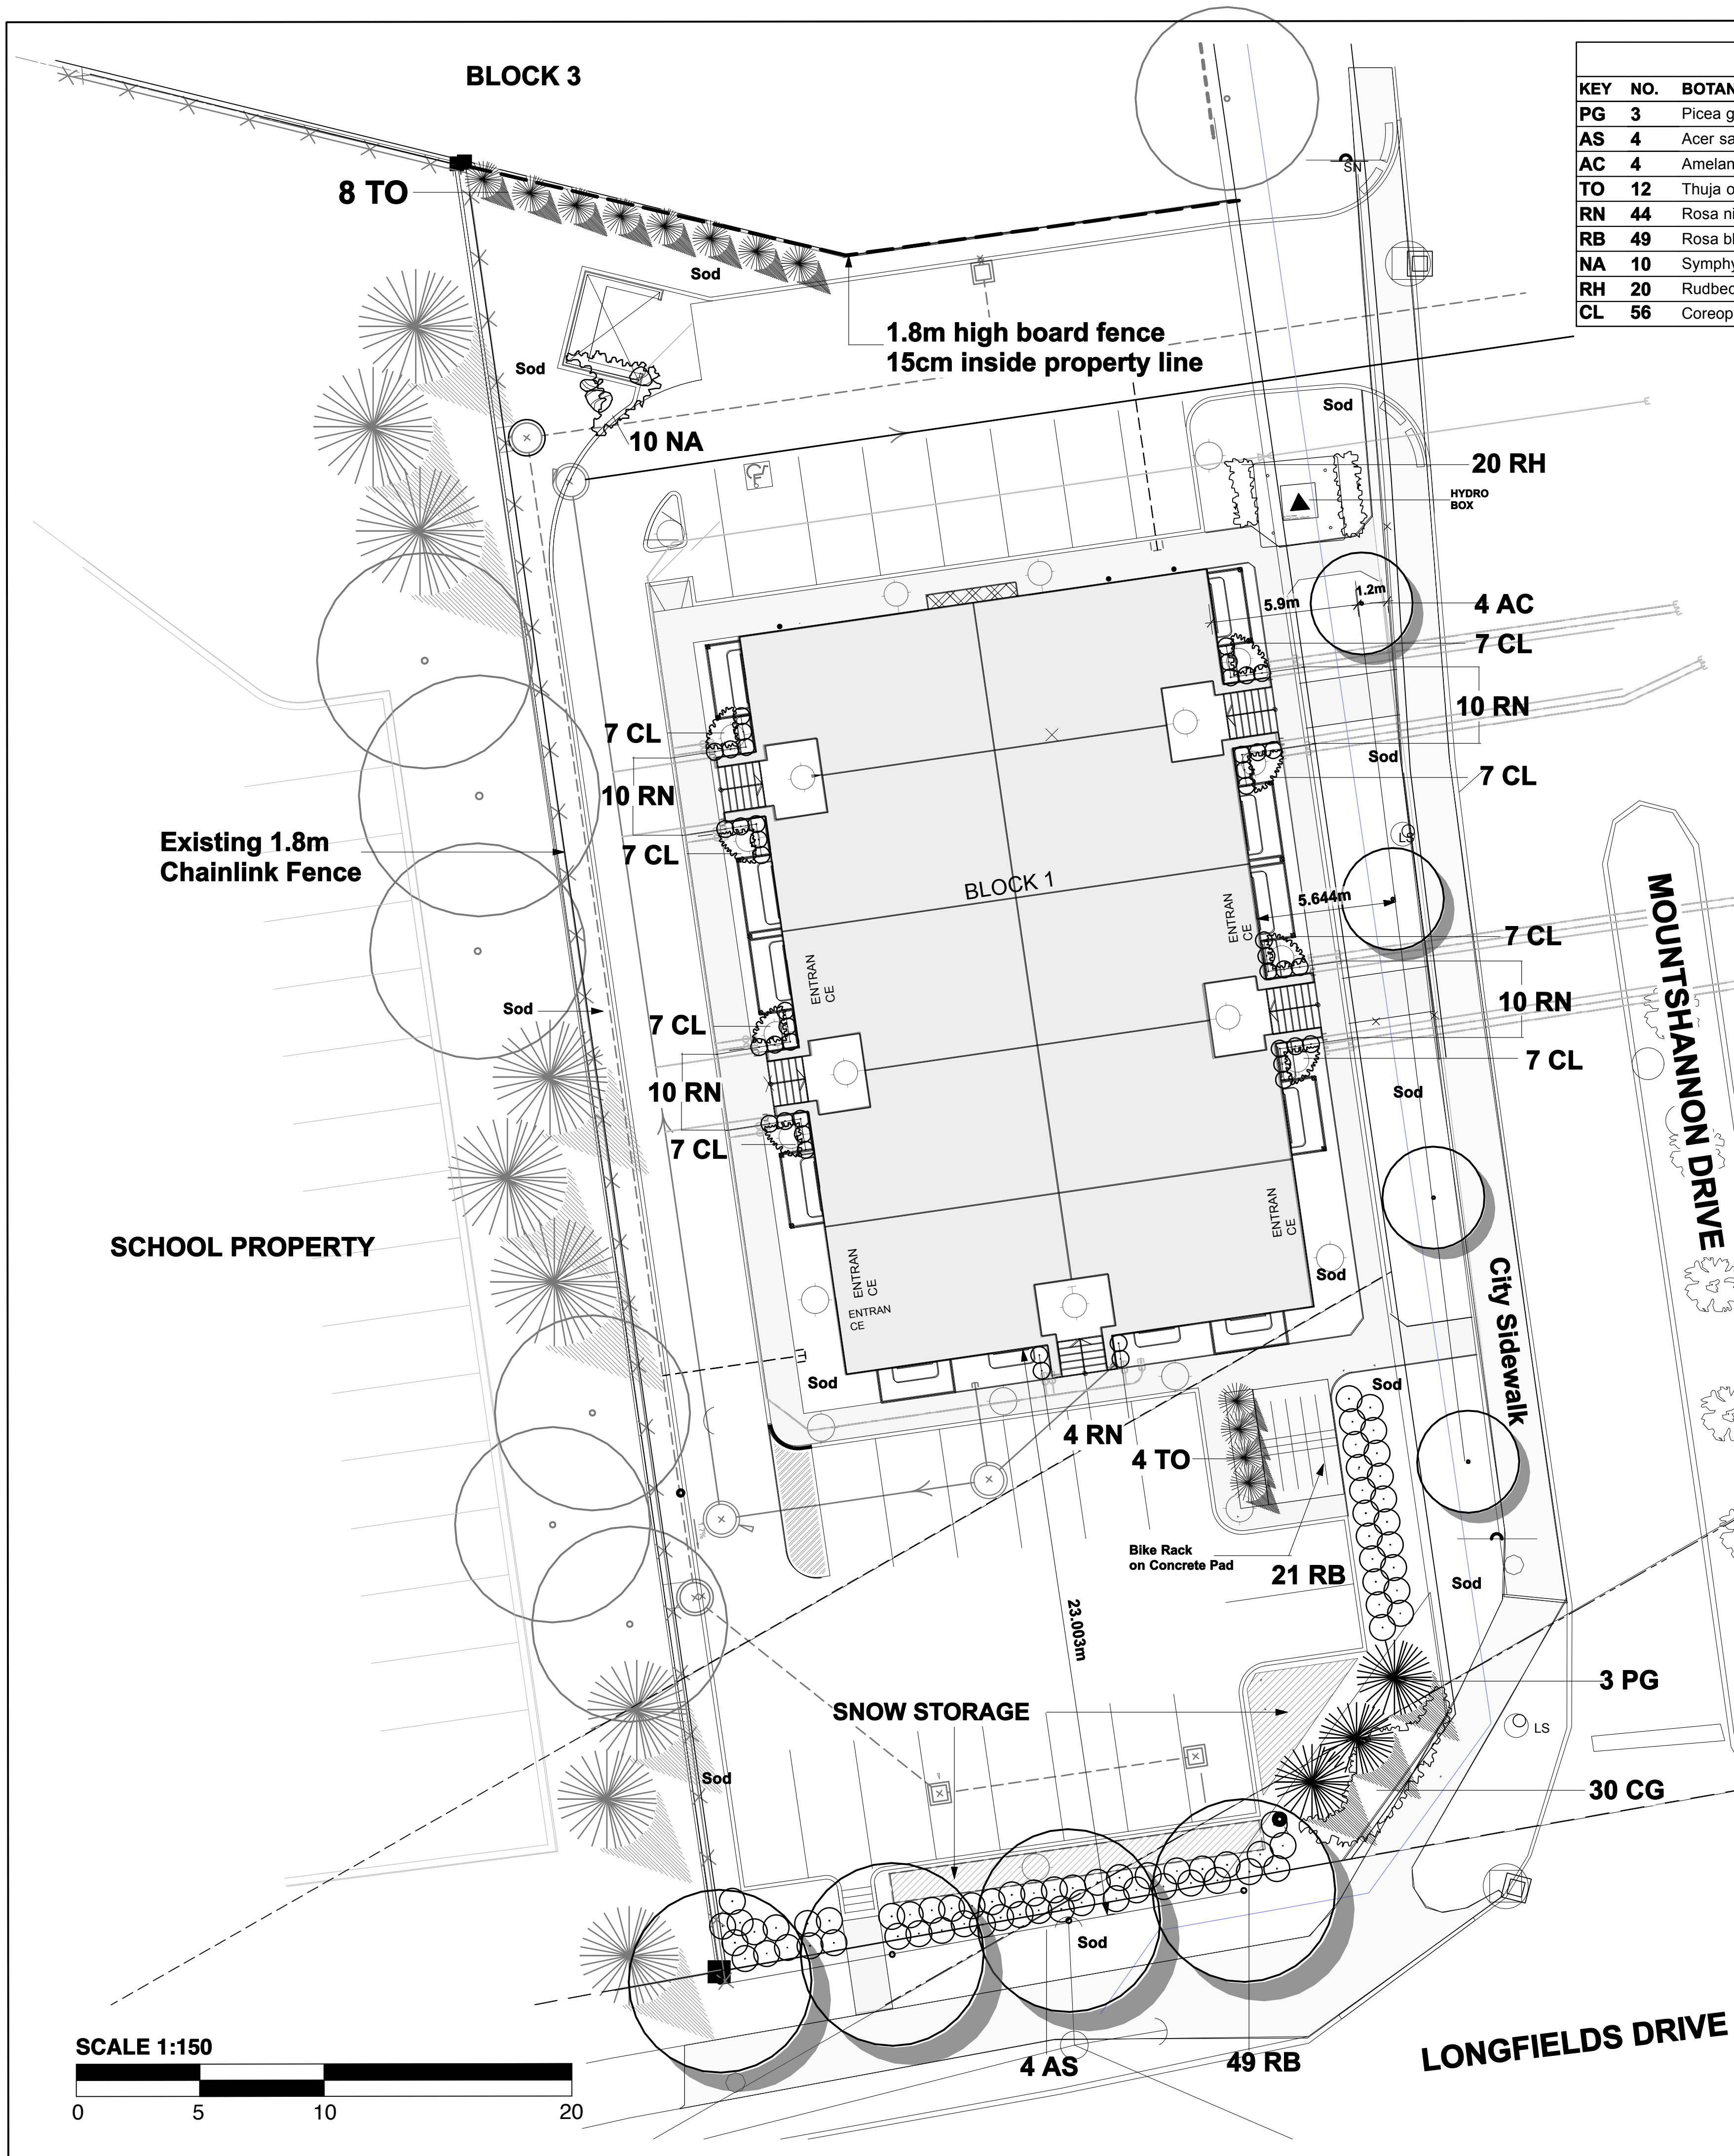 BLOCK 3
KEY NO. BOTAN
PG 3 Picea g
AS 4 Acer sa
AC 4 Amelan
TO 12 Thuja o
RN 44 Rosa ni
RB 49 Rosa bl
NA 10 Symphy
RH 20 Rudbec
CL 56 Coreop
SN
8 TO
Sod
1.8m high board fence
15cm inside property line
Sod
Sod
10 NA
20 RH
HYDRO
BOX
5.9m
1.2m
4 AC
7 CL
10 RN
7 CL
7 CL
Sod
10 RN
7 CL
Existing 1.8m
Chainlink Fence
LS
BLOCK 1
MOUNTSHANNON DRIVE
5.644m
ENTRAN
CE
7 CL
ENTRAN
CE
Sod
10 RN
7 CL
7 CL
10 RN
Sod
7 CL
SCHOOL PROPERTY
ENTRAN
CE
ENTRAN
CE
ENTRAN
CE
Sod
City Sidewalk
Sod
Sod
4 RN
4 TO
Bike Rack
on Concrete Pad
21 RB
Sod
23.003m
3 PG
SNOW STORAGE
LS
Sod
30 CG
Sod
SCALE 1:150
0 5 10 20
4 AS
49 RB
LONGFIELDS DRIVE